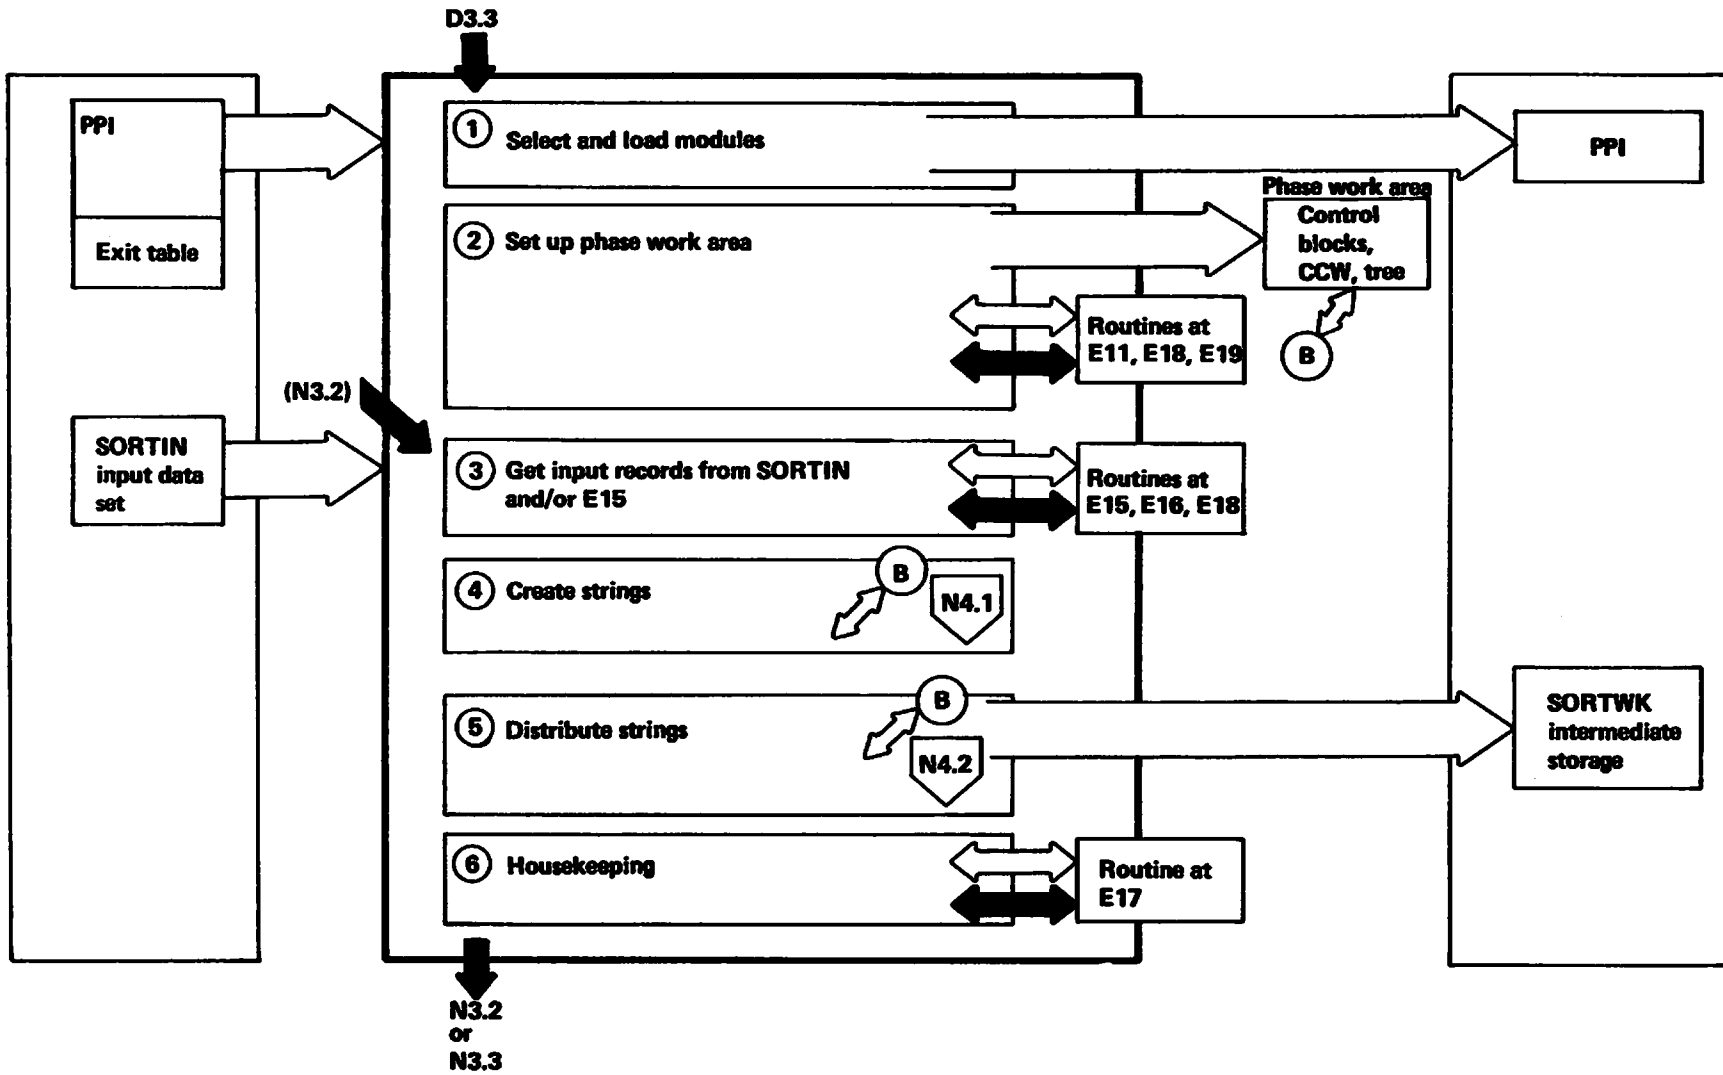 D3.3
PPI
Exit table
1 Select and load modules
PPI
Phase work area
Control
blocks,
CCW, tree
B
2 Set up phase work area
Routines at
E11, E18, E19
(N3.2)
SORTIN
input data
set
3 Get input records from SORTIN
and/or E15
Routines at
E15, E16, E18
4 Create strings
B
N4.1
5 Distribute strings
B
N4.2
SORTWK
intermediate
storage
6 Housekeeping
Routine at
E17
N3.2
or
N3.3